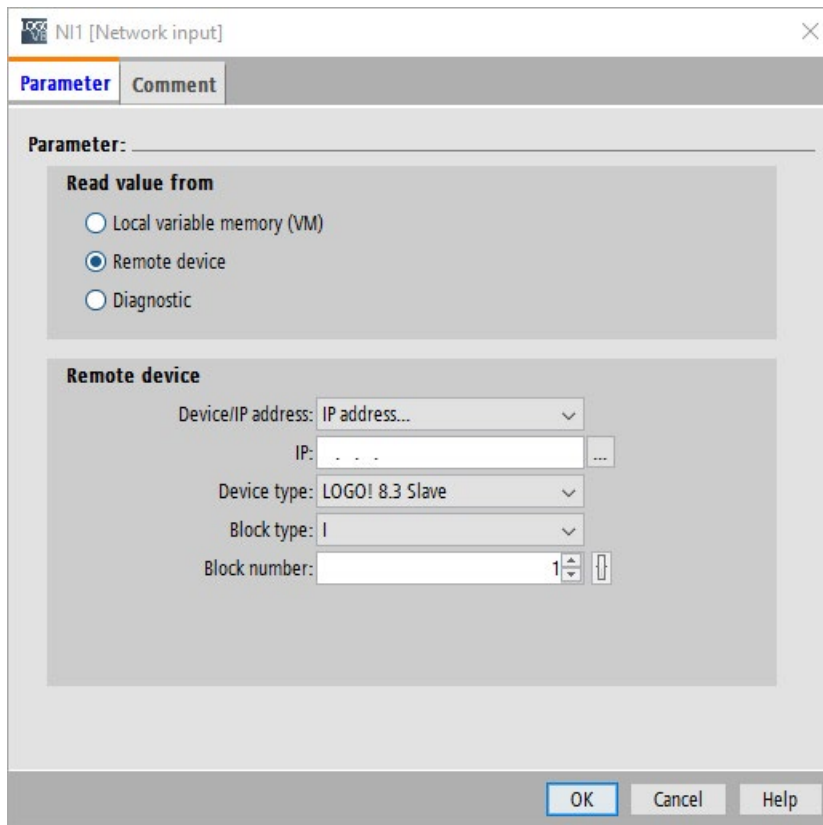 NI1 [Network input]
Parameter Comment
Parameter:
Read value from
Local variable memory (VM)
Remote device
Diagnostic
Remote device
Device/IP address: IP address...
IP: . . . ...
Device type: LOGO! 8.3 Slave
Block type: I
Block number: 1
OK Cancel Help